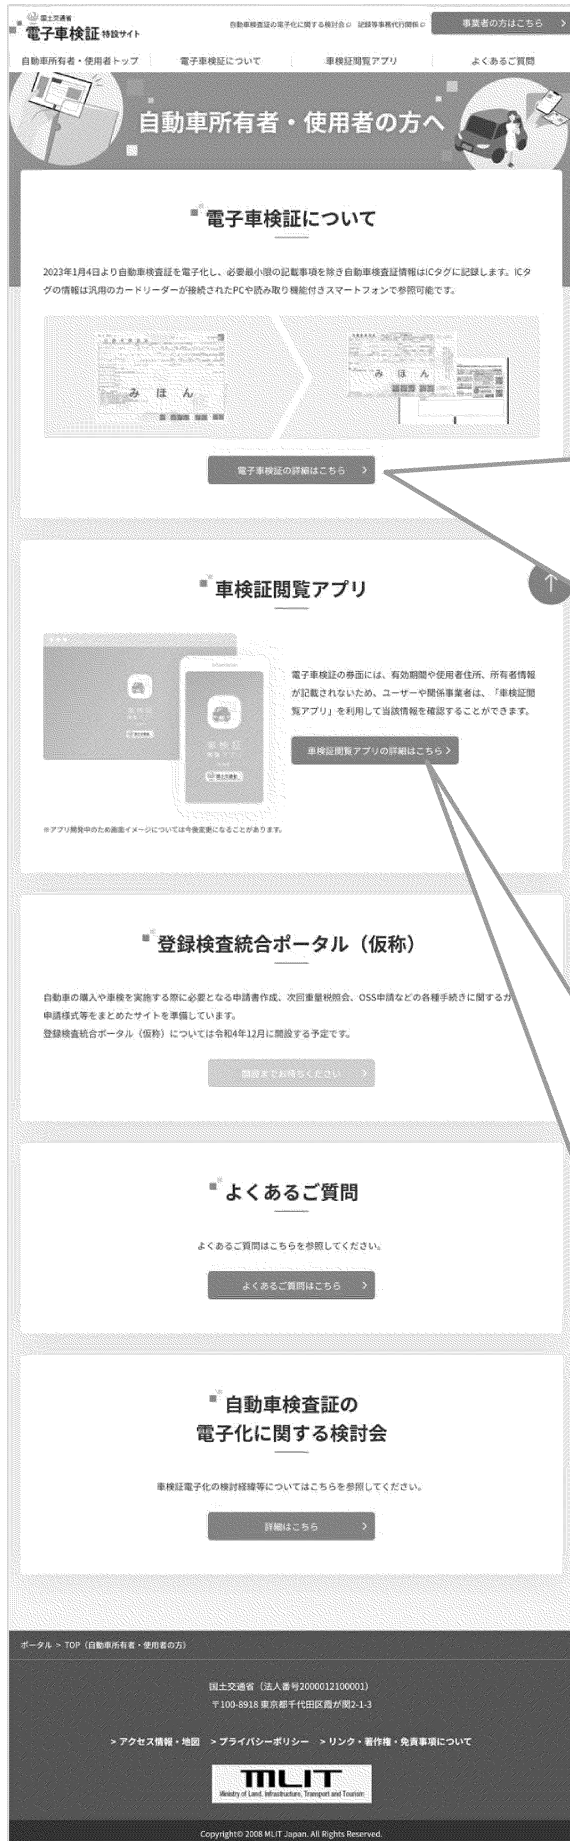 国土交通省
電子車検証 特設サイト
自動車検査証の電子化に関する検討会
記録等事務代行関係
事業者の方はこちら
自動車所有者・使用者トップ
電子車検証について
車検証閲覧アプリ
よくあるご質問
自動車所有者・使用者の方へ
電子車検証について
2023年1月4日より自動車検査証を電子化し、必要最小限の記載事項を除き自動車検査証情報はICタグに記録します。ICタ
グの情報は汎用のカードリーダーが接続されたPCや読み取り機能付きスマートフォンで参照可能です。
みほん
みほん
電子車検証の詳細はこちら
車検証閲覧アプリ
電子車検証の券面には、有効期間や使用者住所、所有者情報
が記載されないため、ユーザーや関係事業者は、「車検証閲
覧アプリ」を利用して当該情報を確認することができます。
車検証閲覧アプリの詳細はこちら
車検証
国土交通省
※アプリ開発中のため画面イメージについては今後変更になることがあります。
登録検査統合ポータル（仮称）
自動車の購入や車検を実施する際に必要となる申請書作成、次回重量税照会、OSS申請などの各種手続きに関する
申請様式等をまとめたサイトを準備しています。
登録検査統合ポータル（仮称）については令和4年12月に開設する予定です。
開設までお待ちください
よくあるご質問
よくあるご質問はこちらを参照してください。
よくあるご質問はこちら
自動車検査証の
電子化に関する検討会
車検証電子化の検討経緯等についてはこちらを参照してください。
詳細はこちら
ポータル > TOP（自動車所有者・使用者の方）
国土交通省（法人番号2000012100001）
〒100-8918 東京都千代田区霞が関2-1-3
> アクセス情報・地図 > プライバシーポリシー > リンク・著作権・免責事項について
MLIT
Ministry of Land, Infrastructure, Transport and Tourism
Copyright© 2008 MLIT Japan. All Rights Reserved.